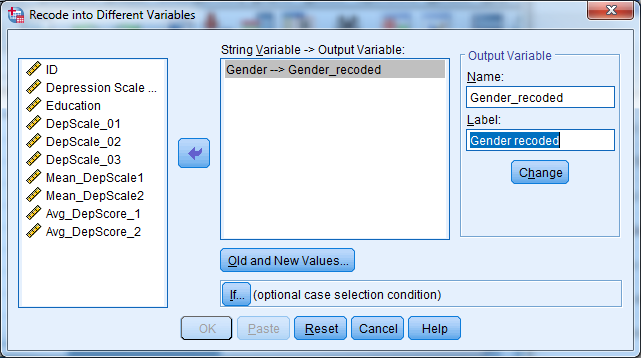 Recode into Different Variables
ID
Depression Scale ...
Education
DepScale_01
DepScale_02
DepScale_03
Mean_DepScale1
Mean_DepScale2
Avg_DepScore_1
Avg_DepScore_2
String Variable -> Output Variable:
Gender --> Gender_recoded
Output Variable
Name:
Gender_recoded
Label:
Gender recoded
Change
Old and New Values...
If... (optional case selection condition)
OK Paste Reset Cancel Help